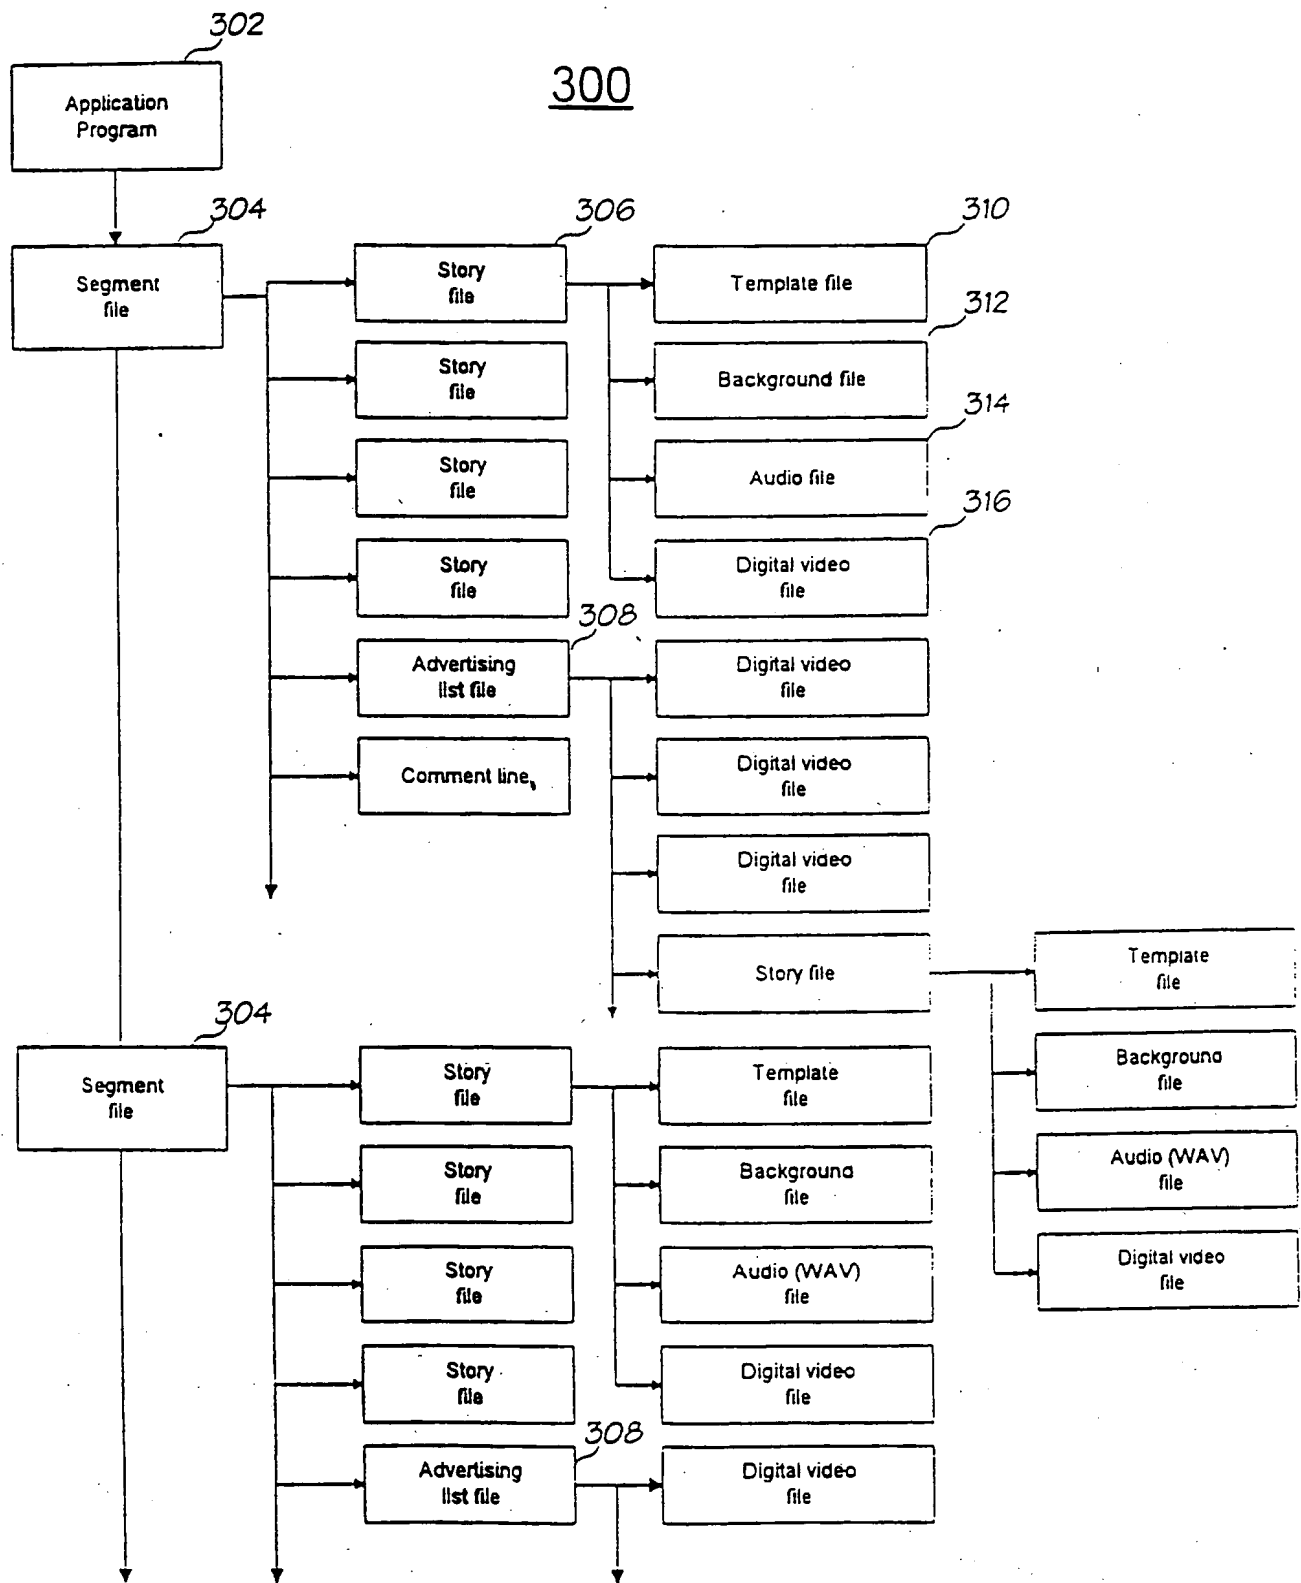 302
300
Application
Program
304
306
310
Segment
file
Story
file
Template file
312
Story
file
Background file
314
Story
file
Audio file
316
Story
file
Digital video
file
308
Advertising
list file
Digital video
file
Comment line
Digital video
file
Digital video
file
Story file
Template
file
304
Background
file
Segment
file
Story
file
Template
file
Audio (WAV)
file
Story
file
Background
file
Digital video
file
Story
file
Audio (WAV)
file
Story
file
Digital video
file
308
Advertising
list file
Digital video
file